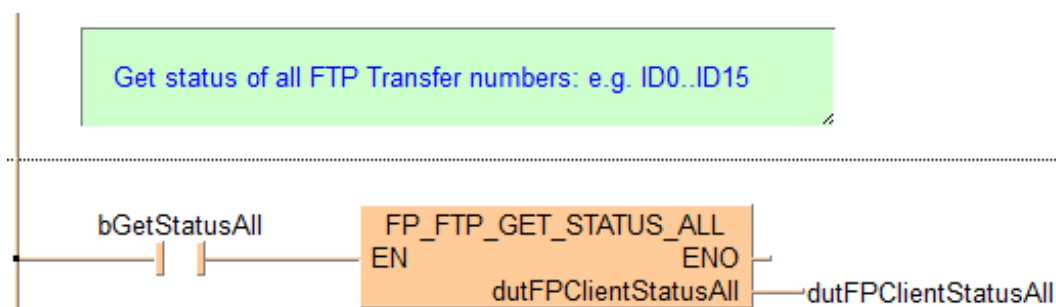 Get status of all FTP Transfer numbers: e.g. ID0..ID15
bGetStatusAll
FP_FTP_GET_STATUS_ALL
EN ENO
dutFPClientStatusAll dutFPClientStatusAll